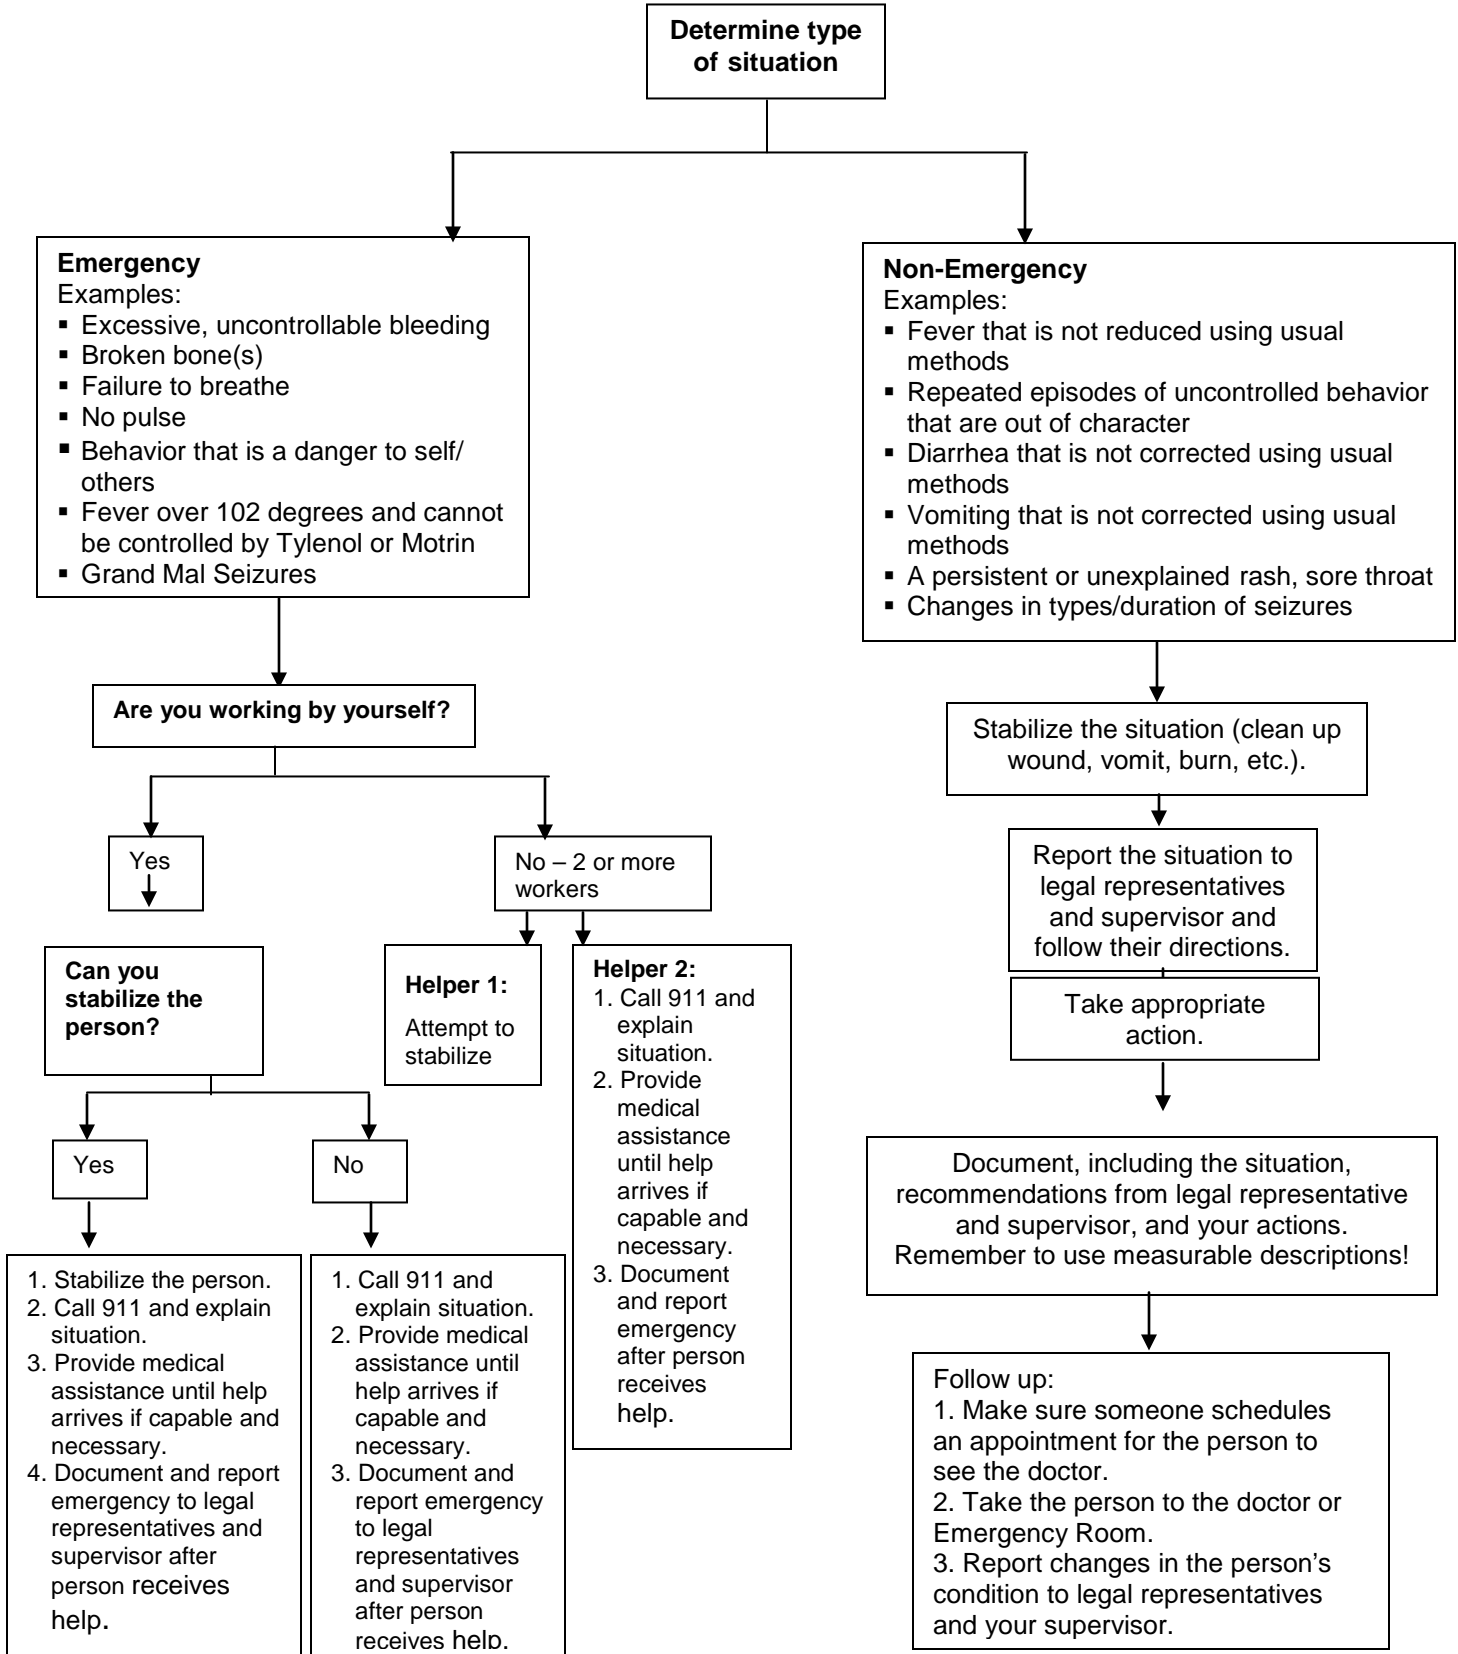 Determine type
of situation
Emergency
Examples:
▪ Excessive, uncontrollable bleeding
▪ Broken bone(s)
▪ Failure to breathe
▪ No pulse
▪ Behavior that is a danger to self/
others
▪ Fever over 102 degrees and cannot
be controlled by Tylenol or Motrin
▪ Grand Mal Seizures
Non-Emergency
Examples:
▪ Fever that is not reduced using usual
methods
▪ Repeated episodes of uncontrolled behavior
that are out of character
▪ Diarrhea that is not corrected using usual
methods
▪ Vomiting that is not corrected using usual
methods
▪ A persistent or unexplained rash, sore throat
▪ Changes in types/duration of seizures
Are you working by yourself?
Yes
No – 2 or more
workers
Can you
stabilize the
person?
Helper 1:
Attempt to
stabilize
Helper 2:
1. Call 911 and
explain
situation.
2. Provide
medical
assistance
until help
arrives if
capable and
necessary.
3. Document
and report
emergency
after person
receives
help.
Yes
No
1. Stabilize the person.
2. Call 911 and explain
situation.
3. Provide medical
assistance until help
arrives if capable and
necessary.
4. Document and report
emergency to legal
representatives and
supervisor after
person receives
help.
1. Call 911 and
explain situation.
2. Provide medical
assistance until
help arrives if
capable and
necessary.
3. Document and
report emergency
to legal
representatives
and supervisor
after person
receives help.
Stabilize the situation (clean up
wound, vomit, burn, etc.).
Report the situation to
legal representatives
and supervisor and
follow their directions.
Take appropriate
action.
Document, including the situation,
recommendations from legal representative
and supervisor, and your actions.
Remember to use measurable descriptions!
Follow up:
1. Make sure someone schedules
an appointment for the person to
see the doctor.
2. Take the person to the doctor or
Emergency Room.
3. Report changes in the person's
condition to legal representatives
and your supervisor.